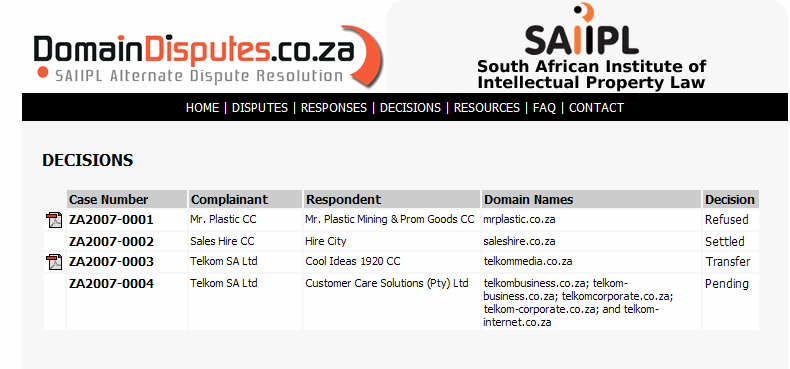 DomainDisputes.co.za
SAIIPL Alternate Dispute Resolution
SAIIPL
South African Institute of
Intellectual Property Law
HOME | DISPUTES | RESPONSES | DECISIONS | RESOURCES | FAQ | CONTACT
DECISIONS
Case Number Complainant Respondent Domain Names Decision
ZA2007-0001 Mr. Plastic CC Mr. Plastic Mining & Prom Goods CC mrplastic.co.za Refused
ZA2007-0002 Sales Hire CC Hire City saleshire.co.za Settled
ZA2007-0003 Telkom SA Ltd Cool Ideas 1920 CC telkommedia.co.za Transfer
ZA2007-0004 Telkom SA Ltd Customer Care Solutions (Pty) Ltd telkombusiness.co.za; telkom- Pending
business.co.za; telkomcorporate.co.za;
telkom-corporate.co.za; and telkom-
internet.co.za